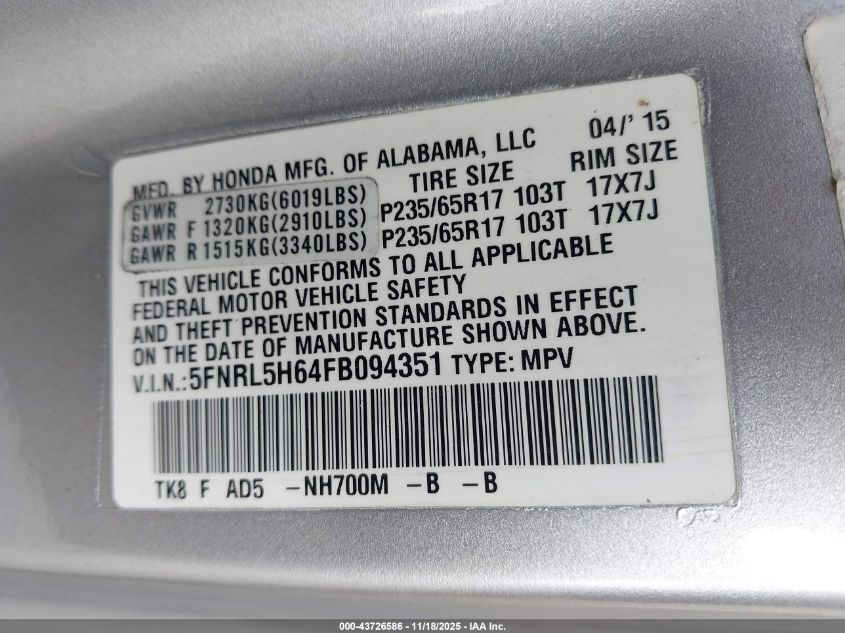 MFD. BY HONDA MFG. OF ALABAMA, LLC 04/' 15
TIRE SIZE RIM SIZE
GVWR 2730KG(6019LBS)
GAWR F 1320KG(2910LBS) P235/65R17 103T 17X7J
GAWR R 1515KG(3340LBS) P235/65R17 103T 17X7J
THIS VEHICLE CONFORMS TO ALL APPLICABLE
FEDERAL MOTOR VEHICLE SAFETY
AND THEFT PREVENTION STANDARDS IN EFFECT
ON THE DATE OF MANUFACTURE SHOWN ABOVE.
V.I.N.:5FNRL5H64FB094351 TYPE: MPV
TK8 F AD5 -NH700M -B -B
000-43726586 - 11/18/2025 - IAA Inc.